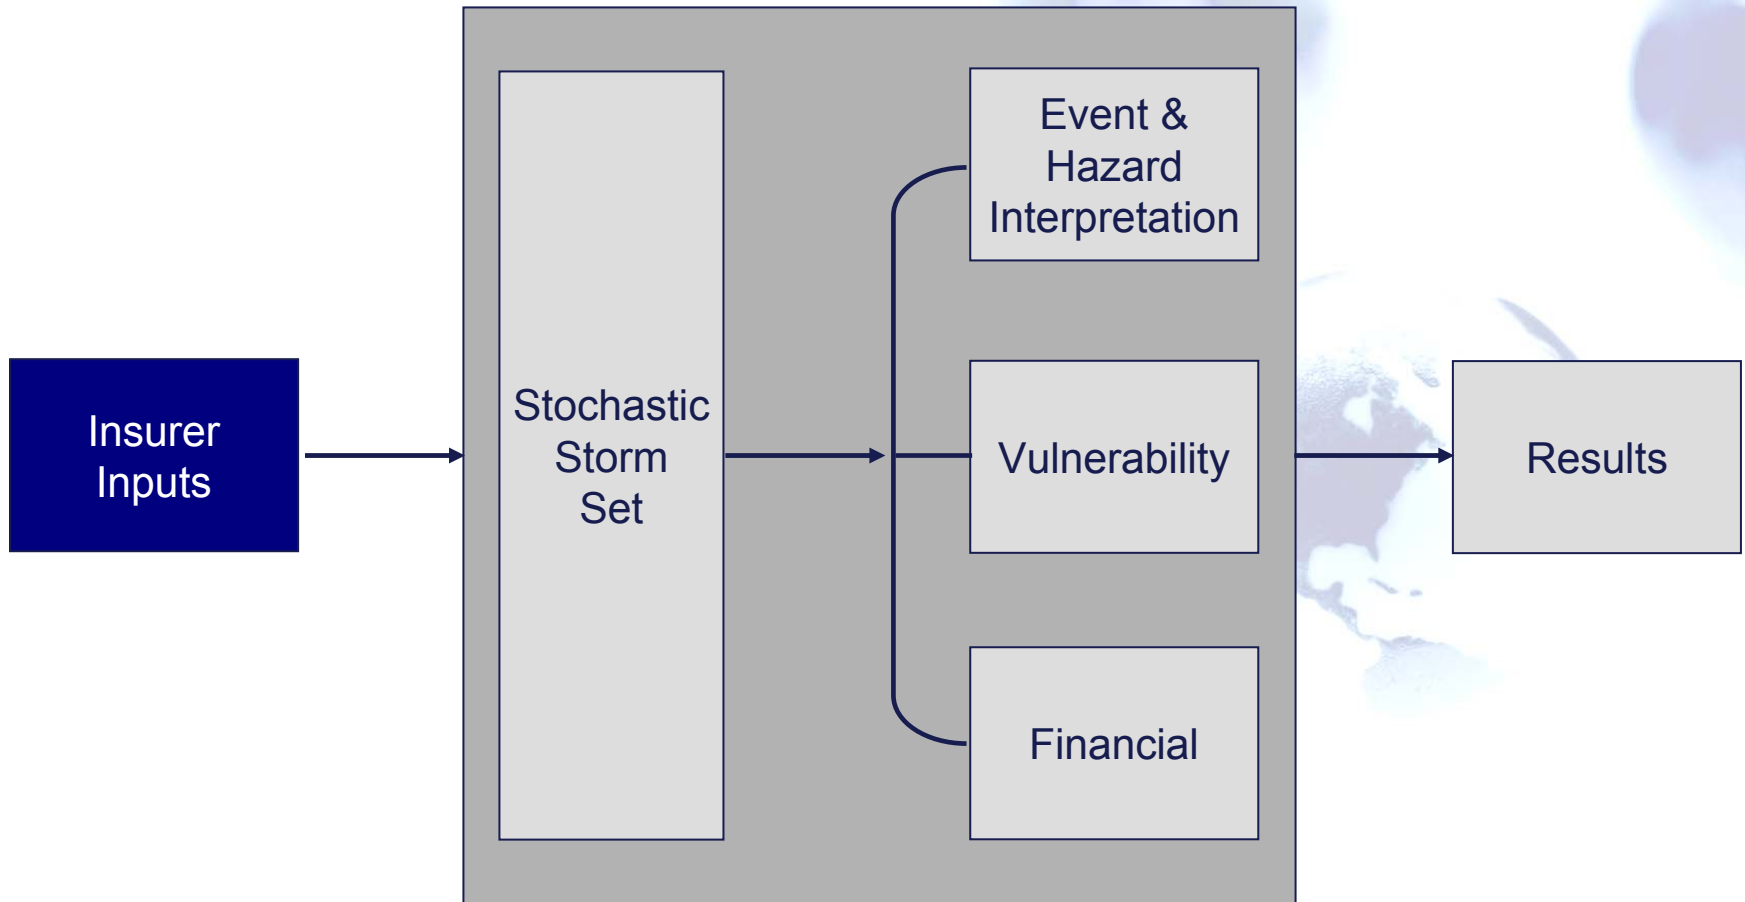 Insurer
Inputs
Stochastic
Storm
Set
Event &
Hazard
Interpretation
Vulnerability
Financial
Results